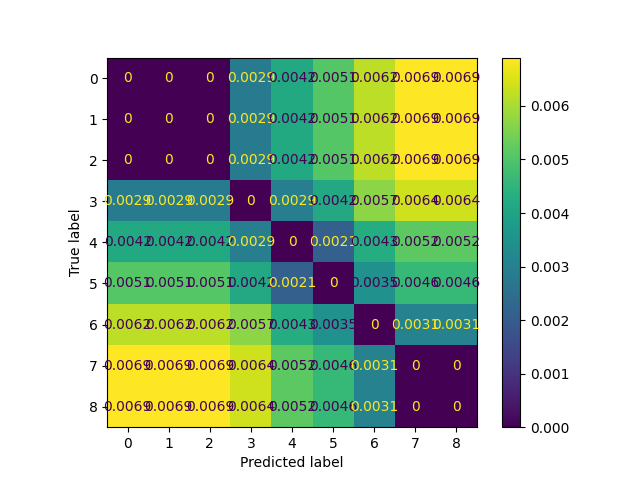 0 0 0 0 0.0029 0.0042 0.0051 0.0062 0.0069 0.0069
1 0 0 0 0.0029 0.0042 0.0051 0.0062 0.0069 0.0069
2 0 0 0 0.0029 0.0042 0.0051 0.0062 0.0069 0.0069
3 0.0029 0.0029 0.0029 0 0.0029 0.0042 0.0057 0.0064 0.0064
4 0.0042 0.0042 0.0042 0.0029 0 0.0021 0.0043 0.0052 0.0052
5 0.0051 0.0051 0.0051 0.0042 0.0021 0 0.0035 0.0046 0.0046
6 0.0062 0.0062 0.0062 0.0057 0.0043 0.0035 0 0.0031 0.0031
7 0.0069 0.0069 0.0069 0.0064 0.0052 0.0046 0.0031 0 0
8 0.0069 0.0069 0.0069 0.0064 0.0052 0.0046 0.0031 0 0
0 1 2 3 4 5 6 7 8
Predicted label
True label
0.006
0.005
0.004
0.003
0.002
0.001
0.000